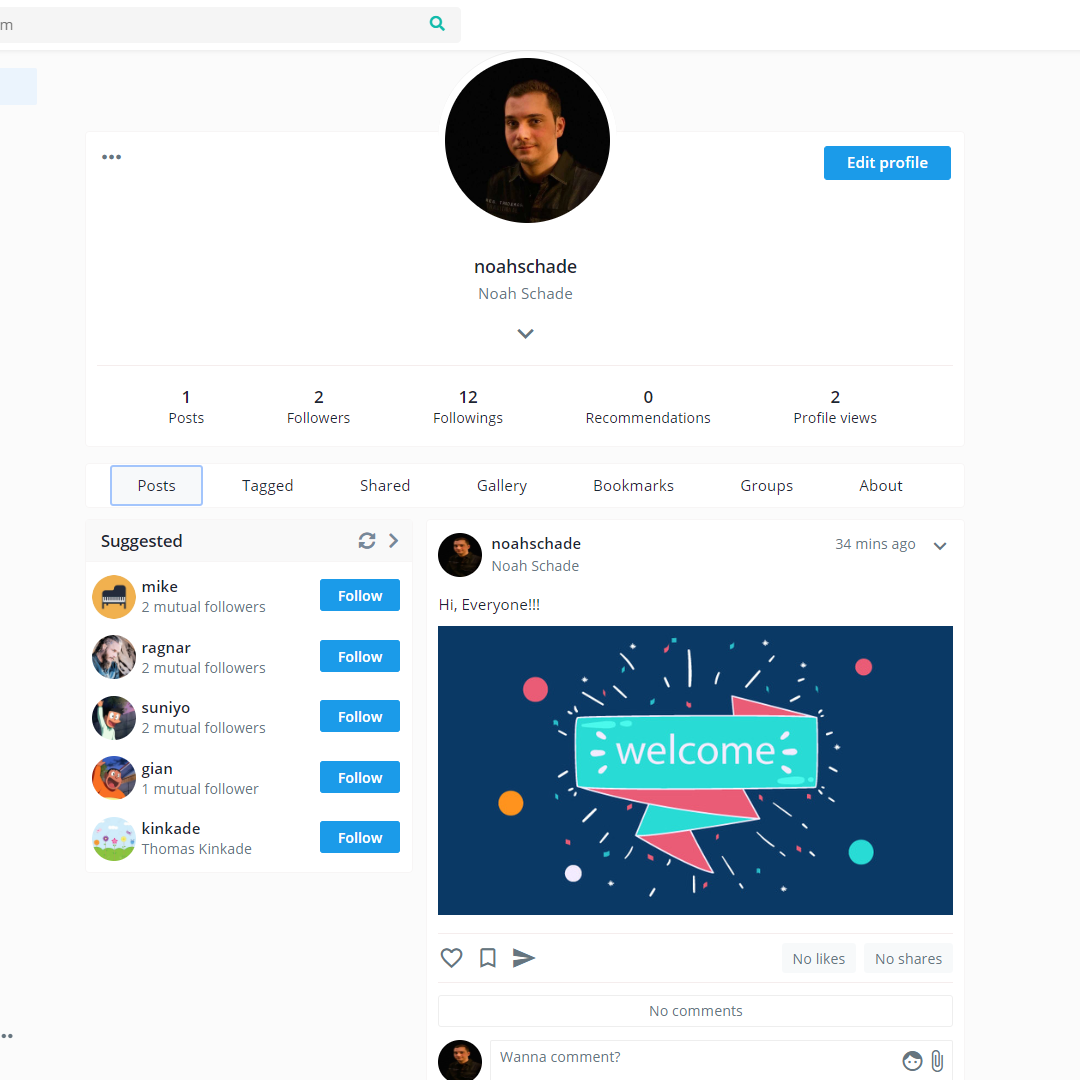 m
Edit profile
noahschade
Noah Schade
1 2 12 0 2
Posts Followers Followings Recommendations Profile views
Posts Tagged Shared Gallery Bookmarks Groups About
Suggested
mike
2 mutual followers
Follow
ragnar
2 mutual followers
Follow
suniyo
2 mutual followers
Follow
gian
1 mutual follower
Follow
kinkade
Thomas Kinkade
Follow
noahschade
Noah Schade
34 mins ago
Hi, Everyone!!!
welcome
No likes No shares
No comments
Wanna comment?